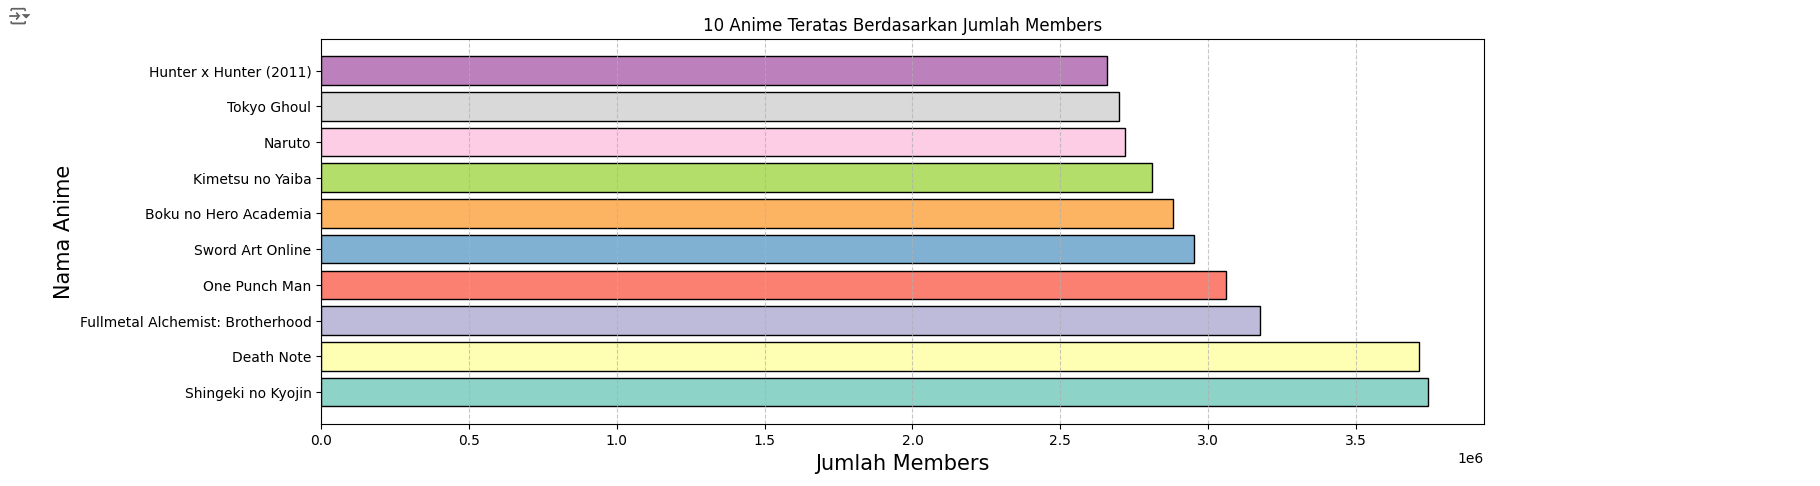 10 Anime Teratas Berdasarkan Jumlah Members
Nama Anime
Hunter x Hunter (2011)
Tokyo Ghoul
Naruto
Kimetsu no Yaiba
Boku no Hero Academia
Sword Art Online
One Punch Man
Fullmetal Alchemist: Brotherhood
Death Note
Shingeki no Kyojin
0.0 0.5 1.0 1.5 2.0 2.5 3.0 3.5
1e6
Jumlah Members